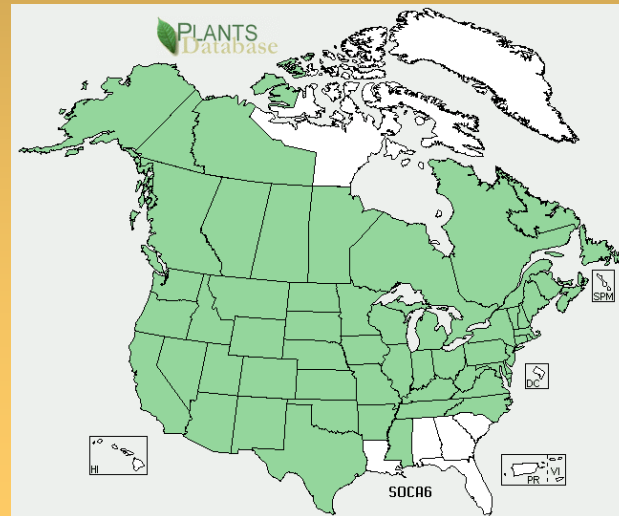 PLANTS
Database
SPM
DC
HI
PR
VI
SOCA6